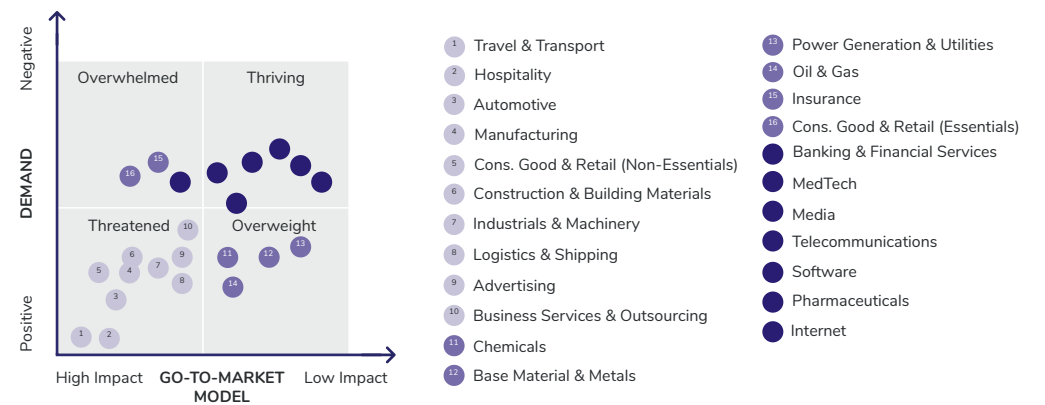 Negative
DEMAND
Positive
Overwhelmed
Thriving
15
16
Threatened
Overweight
10
13
6
9
11
12
5
4
7
8
14
3
1
2
High Impact
GO-TO-MARKET
MODEL
Low Impact
1 Travel & Transport
2 Hospitality
3 Automotive
4 Manufacturing
5 Cons. Good & Retail (Non-Essentials)
6 Construction & Building Materials
7 Industrials & Machinery
8 Logistics & Shipping
9 Advertising
10 Business Services & Outsourcing
11 Chemicals
12 Base Material & Metals
13 Power Generation & Utilities
14 Oil & Gas
15 Insurance
16 Cons. Good & Retail (Essentials)
Banking & Financial Services
MedTech
Media
Telecommunications
Software
Pharmaceuticals
Internet